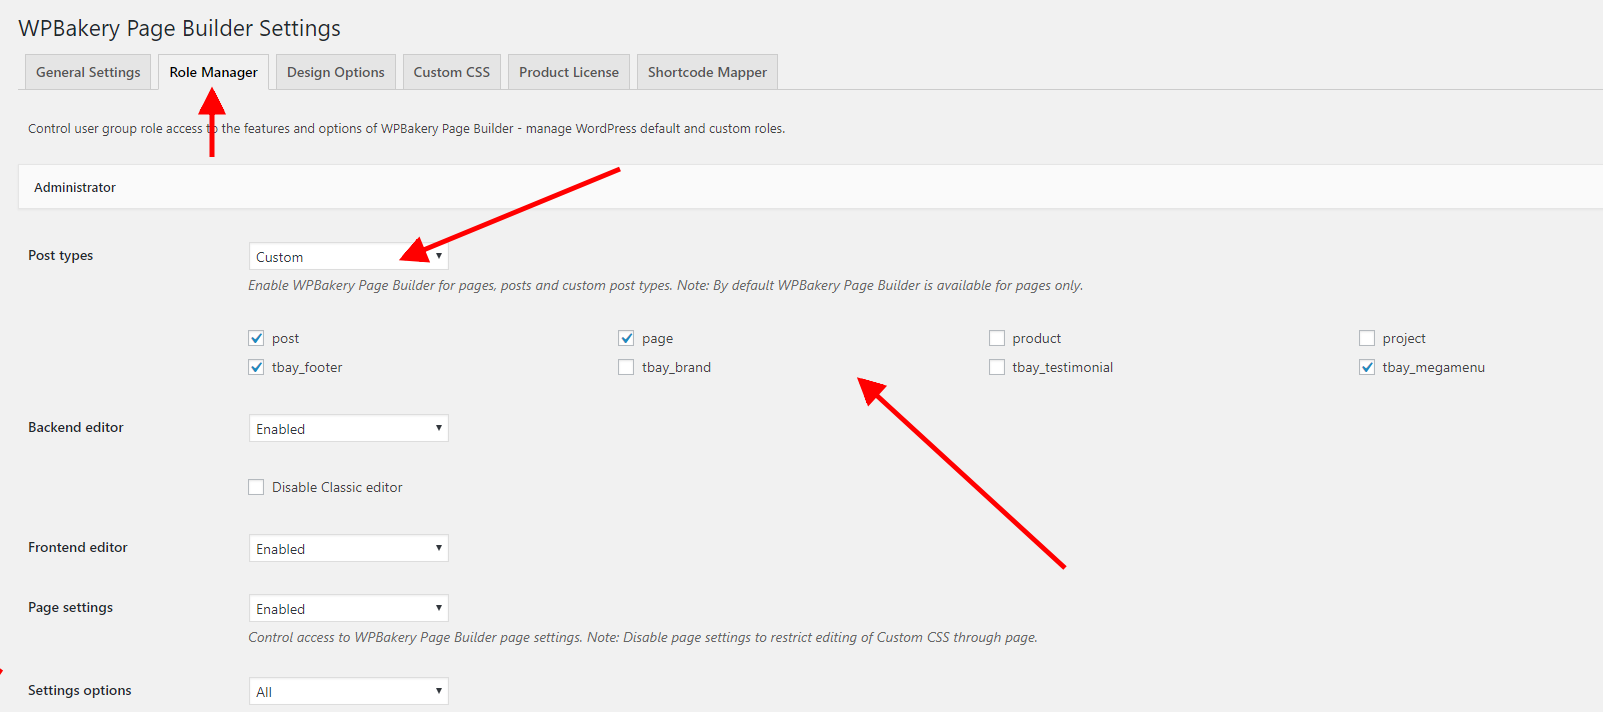 WPBakery Page Builder Settings
General Settings Role Manager Design Options Custom CSS Product License Shortcode Mapper
Control user group role access to the features and options of WPBakery Page Builder - manage WordPress default and custom roles.
Administrator
Post types Custom
Enable WPBakery Page Builder for pages, posts and custom post types. Note: By default WPBakery Page Builder is available for pages only.
post page product project
tbay_footer tbay_brand tbay_testimonial tbay_megamenu
Backend editor Enabled
Disable Classic editor
Frontend editor Enabled
Page settings Enabled
Control access to WPBakery Page Builder page settings. Note: Disable page settings to restrict editing of Custom CSS through page.
Settings options All